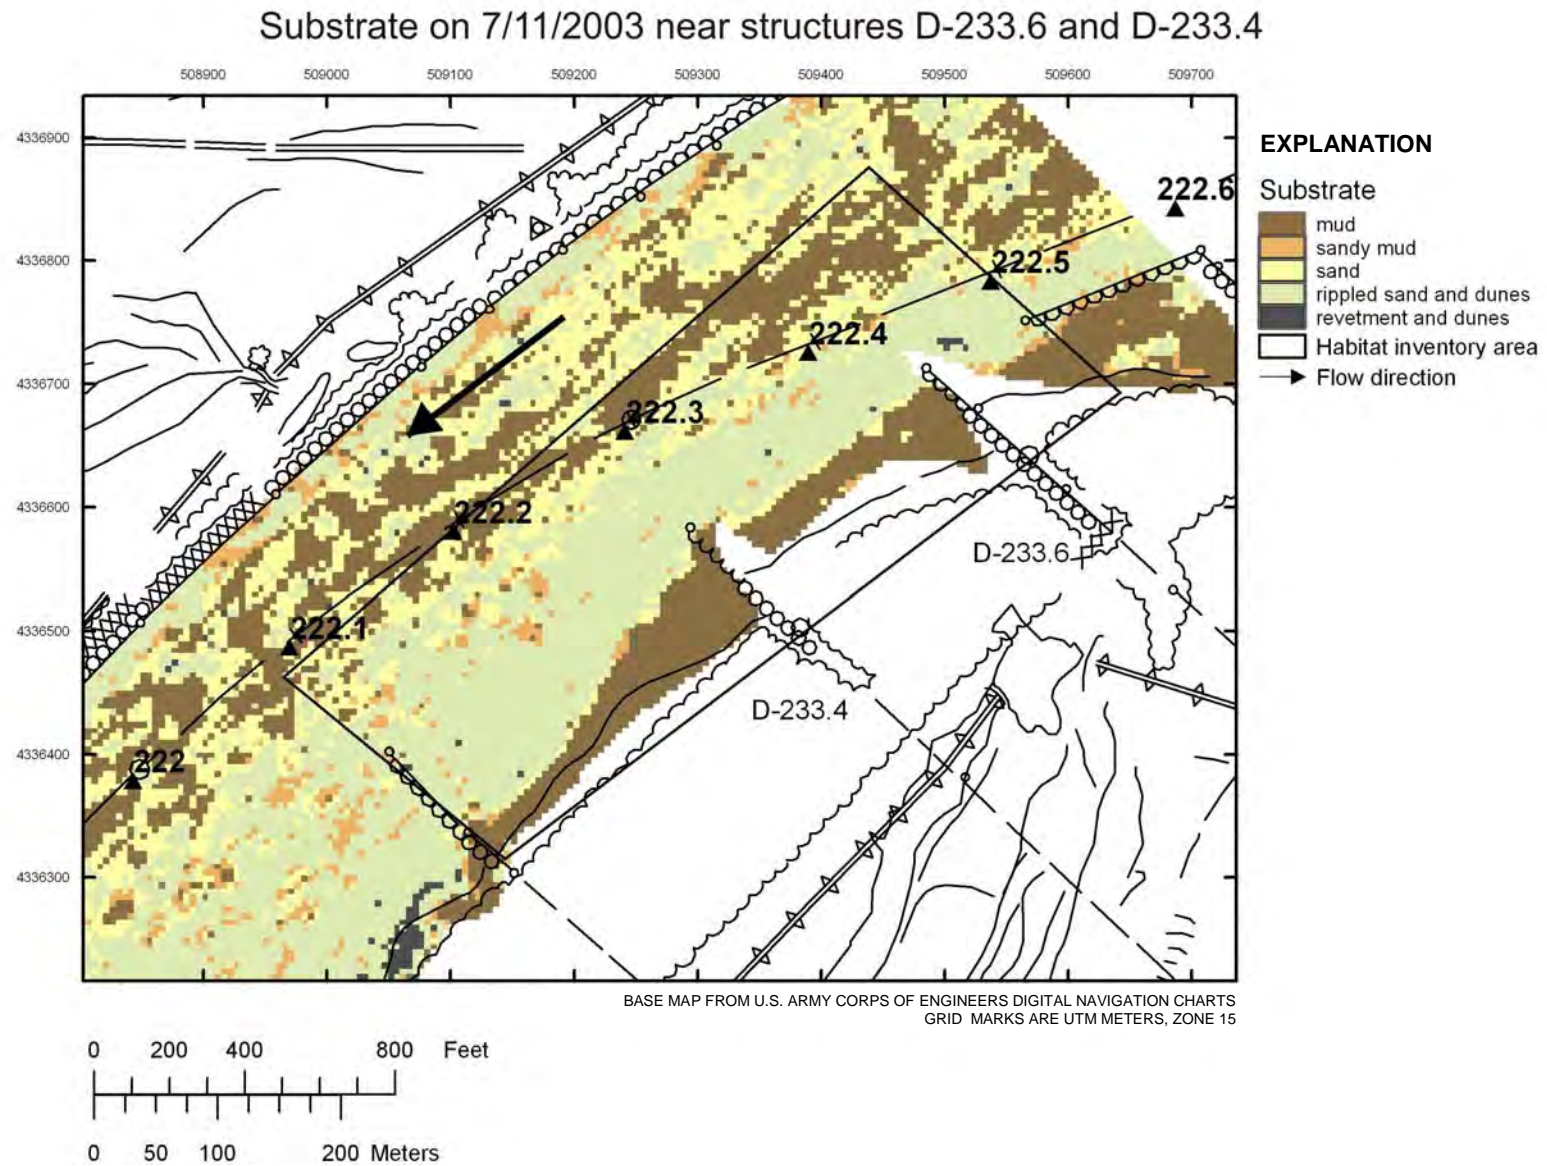 Substrate on 7/11/2003 near structures D-233.6 and D-233.4
508900 509000 509100 509200 509300 509400 509500 509600 509700
4336900
4336800
4336700
4336600
4336500
4336400
4336300
222.6
222.5
222.4
222.3
222.2
222.1
222
D-233.6
D-233.4
EXPLANATION
Substrate
mud
sandy mud
sand
rippled sand and dunes
revetment and dunes
Habitat inventory area
Flow direction
BASE MAP FROM U.S. ARMY CORPS OF ENGINEERS DIGITAL NAVIGATION CHARTS
GRID MARKS ARE UTM METERS, ZONE 15
0 200 400 800 Feet
0 50 100 200 Meters